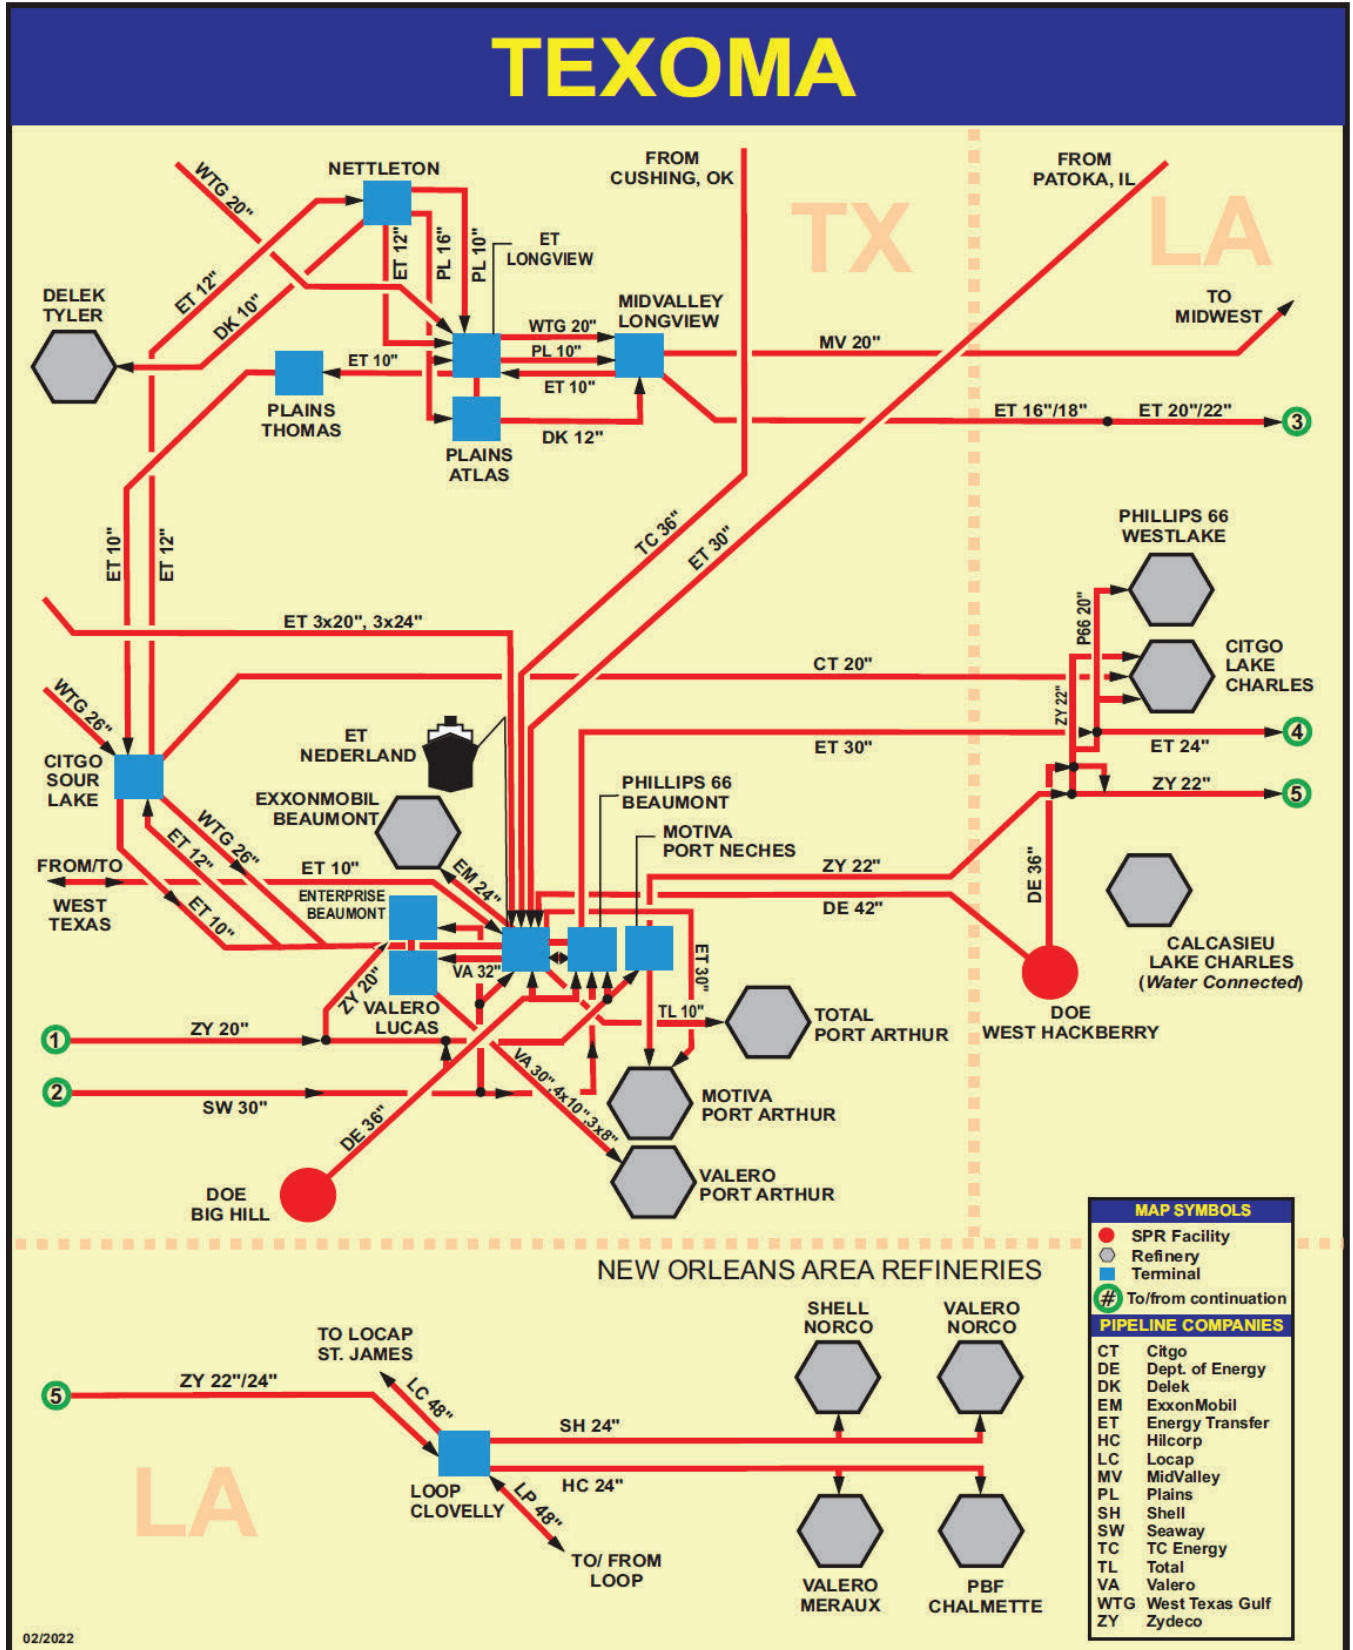 TEXOMA
TX
LA
FROM
CUSHING, OK
FROM
PATOKA, IL
WTG 20"
NETTLETON
ET 12"
DK 10"
ET 12"
PL 16"
PL 10"
ET
LONGVIEW
DELEK
TYLER
MIDVALLEY
LONGVIEW
TO
MIDWEST
WTG 20"
PL 10"
ET 10"
ET 10"
MV 20"
PLAINS
THOMAS
PLAINS
ATLAS
DK 12"
ET 16"/18"
ET 20"/22"
3
ET 10"
ET 12"
TC 36"
ET 30"
PHILLIPS 66
WESTLAKE
P66 20"
ET 3x20", 3x24"
CT 20"
CITGO
LAKE
CHARLES
ZY 22"
WTG 26"
CITGO
SOUR
LAKE
ET
NEDERLAND
ET 30"
ET 24"
4
EXXONMOBIL
BEAUMONT
PHILLIPS 66
BEAUMONT
ZY 22"
5
MOTIVA
PORT NECHES
WTG 26"
ET 12"
FROM/TO
WEST
TEXAS
ET 10"
ET 10"
EM 24"
ZY 22"
DE 42"
DE 36"
ENTERPRISE
BEAUMONT
CALCASIEU
LAKE CHARLES
(Water Connected)
ET 30"
VA 32"
ZY 20"
VALERO
LUCAS
TL 10"
TOTAL
PORT ARTHUR
DOE
WEST HACKBERRY
1
ZY 20"
2
SW 30"
VA 30",4x10",3x8"
MOTIVA
PORT ARTHUR
DE 36"
VALERO
PORT ARTHUR
DOE
BIG HILL
MAP SYMBOLS
SPR Facility
Refinery
Terminal
# To/from continuation
PIPELINE COMPANIES
CT Citgo
DE Dept. of Energy
DK Delek
EM ExxonMobil
ET Energy Transfer
HC Hilcorp
LC Locap
MV MidValley
PL Plains
SH Shell
SW Seaway
TC TC Energy
TL Total
VA Valero
WTG West Texas Gulf
ZY Zydeco
NEW ORLEANS AREA REFINERIES
SHELL
NORCO
VALERO
NORCO
TO LOCAP
ST. JAMES
5
ZY 22"/24"
LC 48"
SH 24"
HC 24"
LA
LOOP
CLOVELLY
LP 48"
TO/ FROM
LOOP
VALERO
MERAUX
PBF
CHALMETTE
02/2022